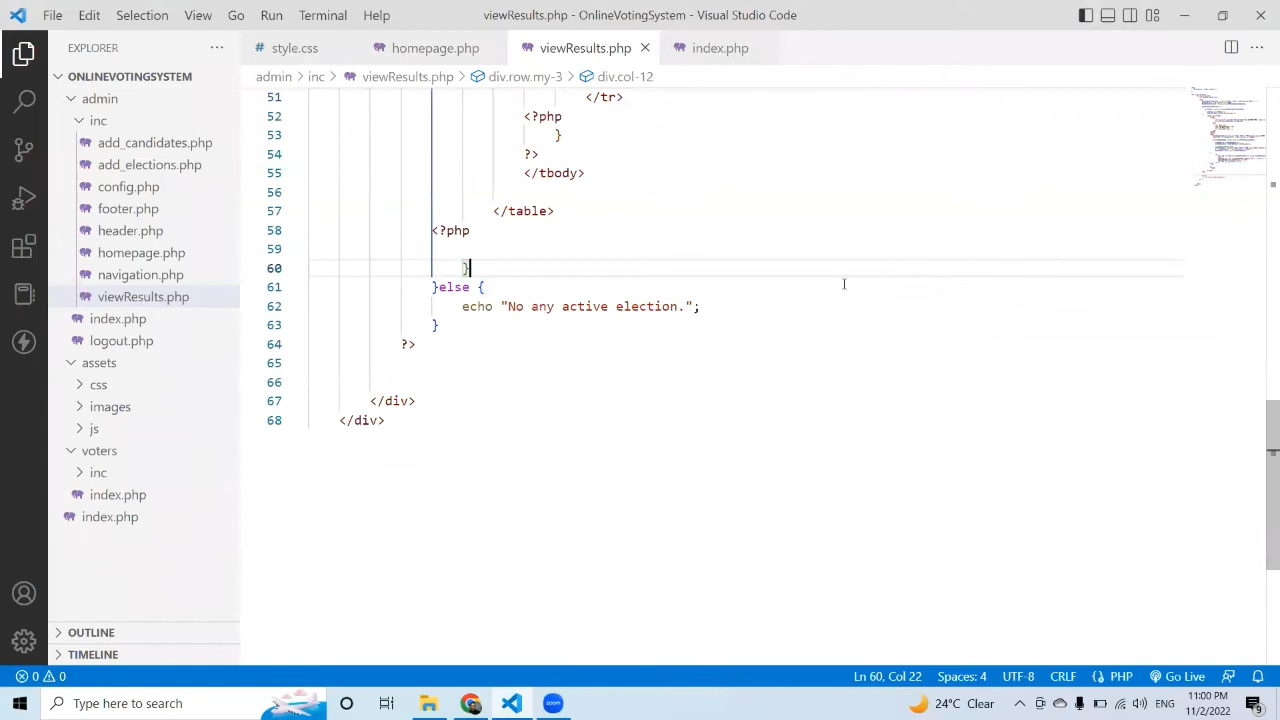 File Edit Selection View Go Run Terminal Help
viewResults.php - OnlineVotingSystem - Visual Studio Code
EXPLORER
style.css homepage.php viewResults.php index.php
ONLINEVOTINGSYSTEM
admin > inc > viewResults.php > div.row.my-3 > div.col-12
admin
inc
add_candidates.php
add_elections.php
config.php
footer.php
header.php
homepage.php
navigation.php
viewResults.php
index.php
logout.php
assets
css
images
js
voters
inc
index.php
index.php
OUTLINE
TIMELINE
51 </tr>
52 <?php
53 }
54 ?>
55 </tbody>
56
57 </table>
58 <?php
59
60 }
61 }else {
62 echo "No any active election.";
63 }
64 ?>
65
66
67 </div>
68 </div>
0 0
Ln 60, Col 22 Spaces: 4 UTF-8 CRLF PHP Go Live
Type here to search
24°C Clear
11:00 PM
11/2/2022
9